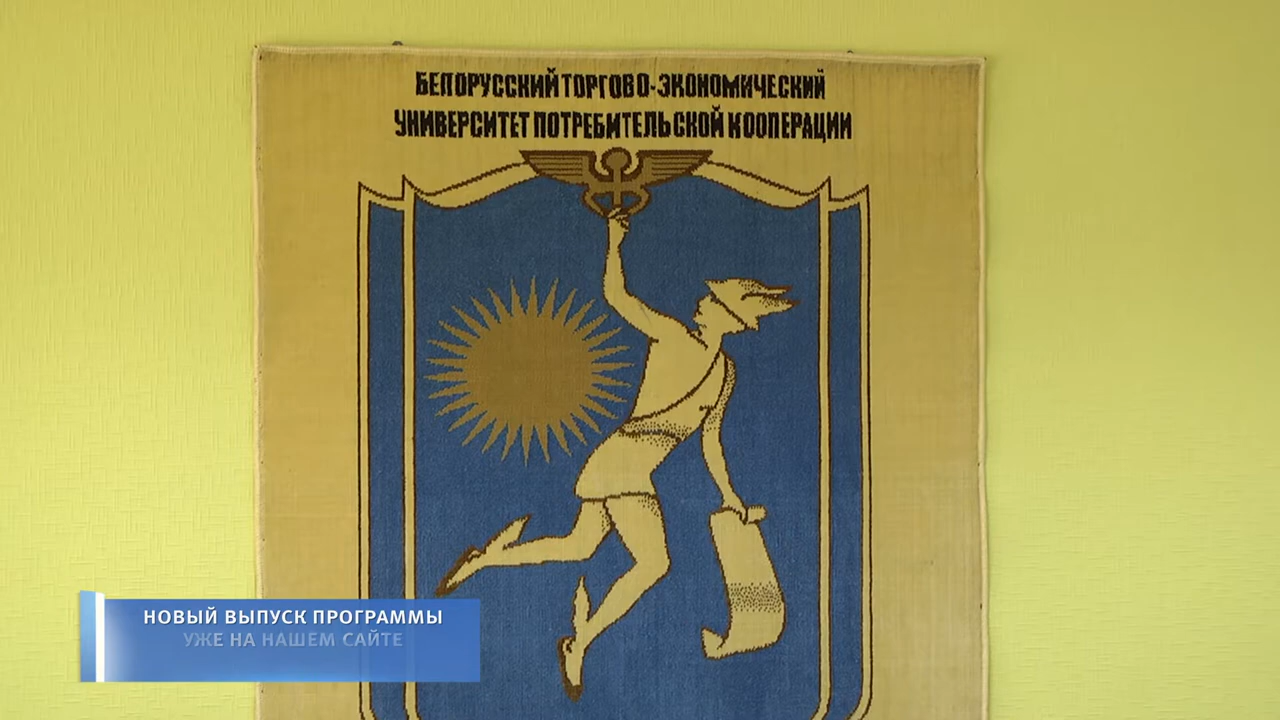 БЕЛОРУССКИЙ ТОРГОВО-ЭКОНОМИЧЕСКИЙ
УНИВЕРСИТЕТ ПОТРЕБИТЕЛЬСКОЙ КООПЕРАЦИИ
НОВЫЙ ВЫПУСК ПРОГРАММЫ
УЖЕ НА НАШЕМ САЙТЕ